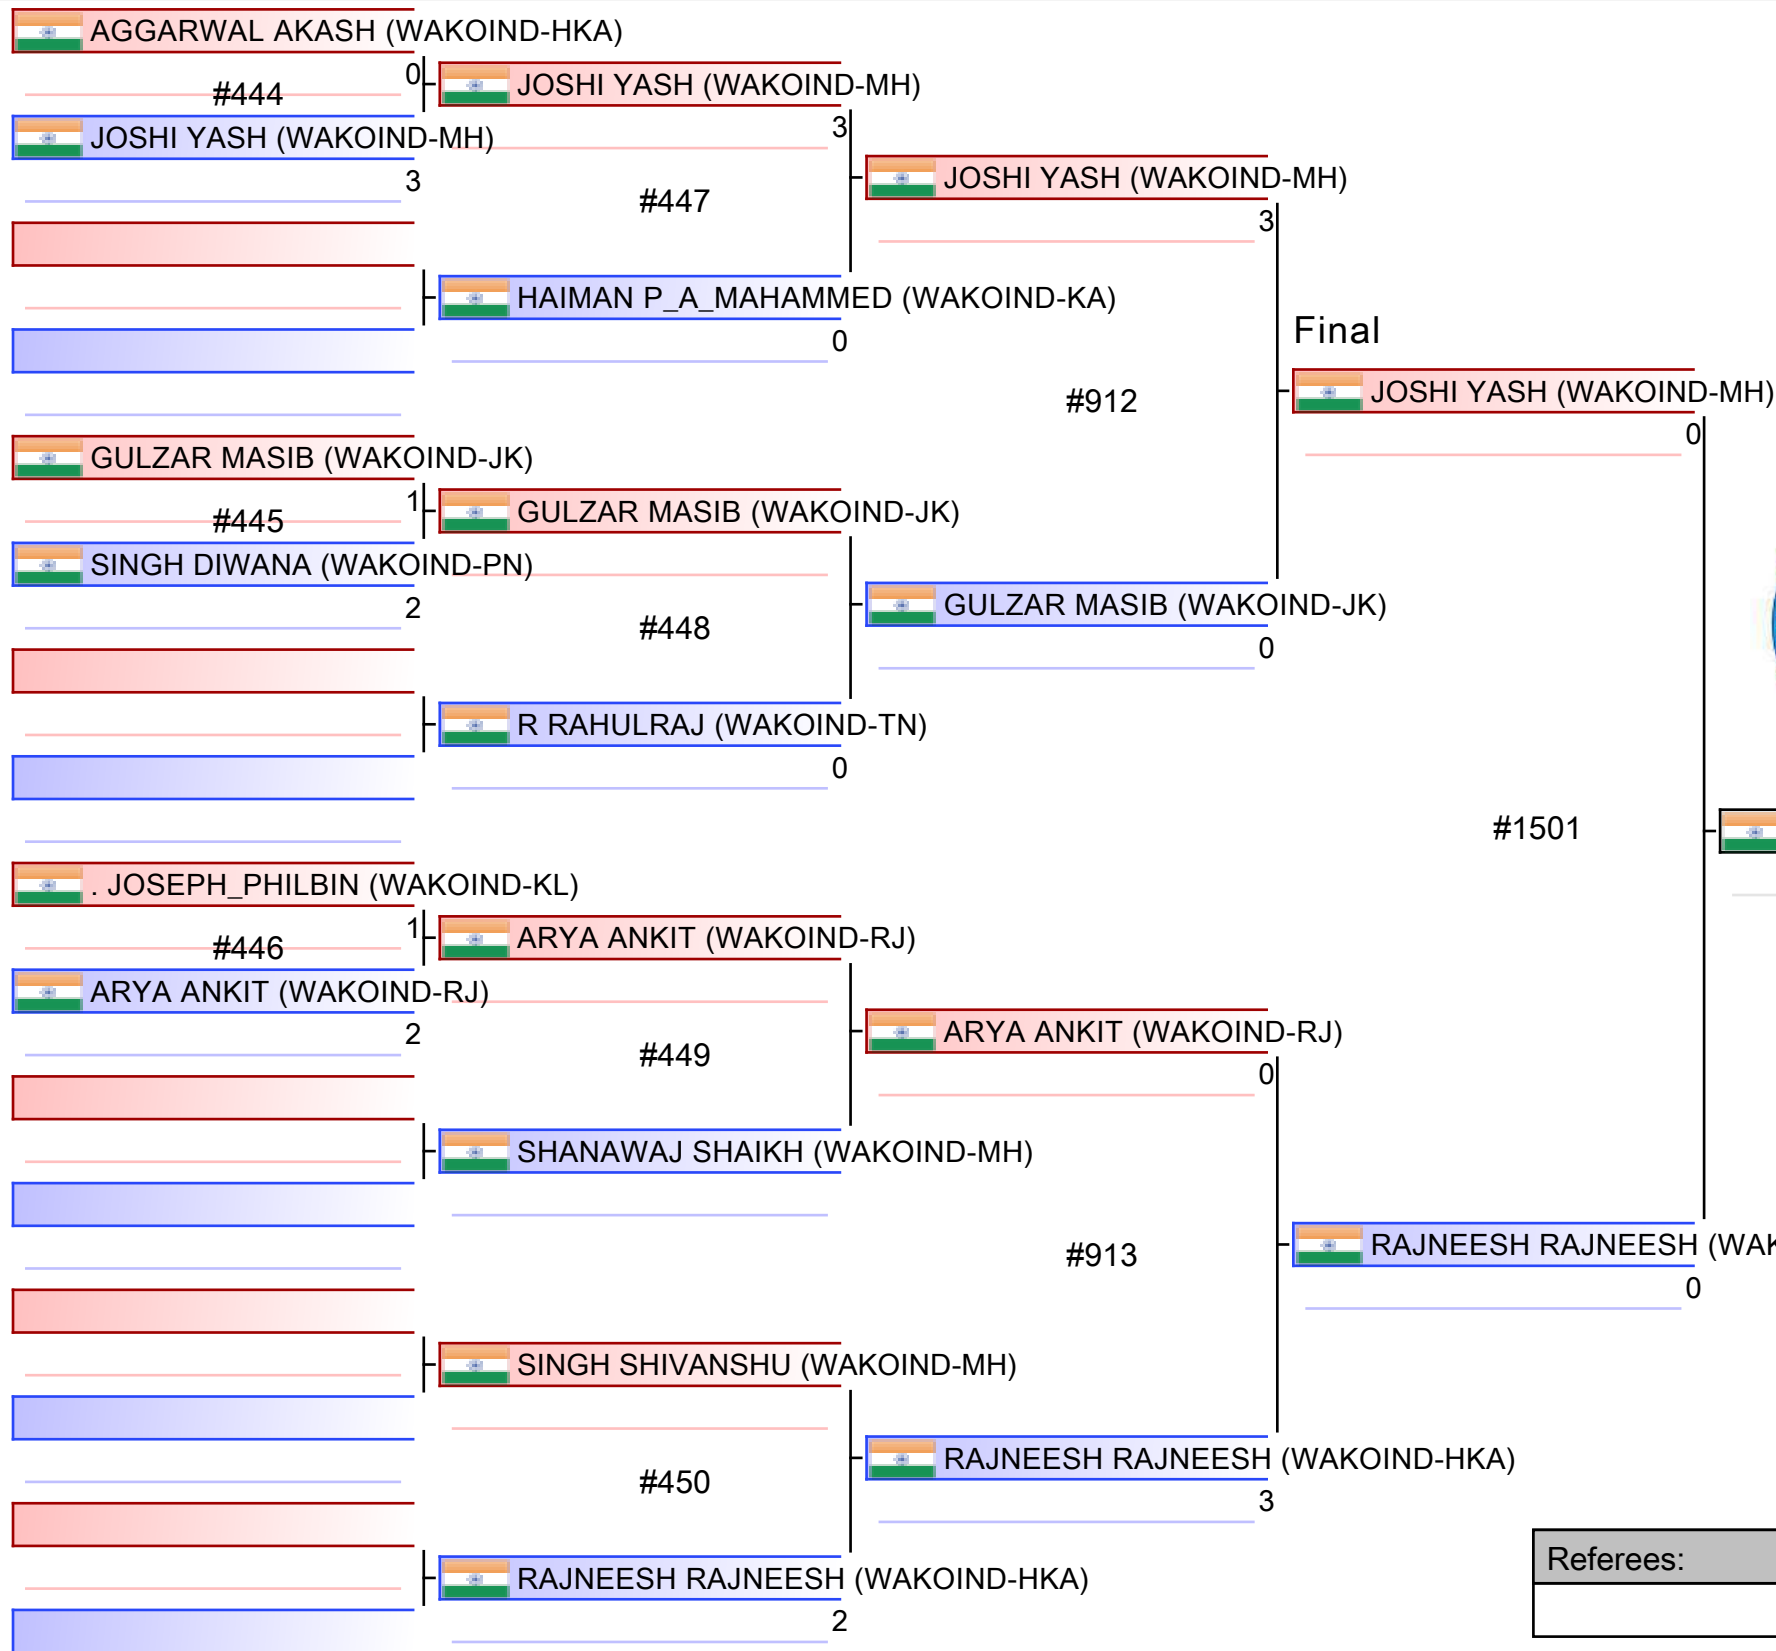 AGGARWAL AKASH (WAKOIND-HKA)
0
#444
JOSHI YASH (WAKOIND-MH)
3
GULZAR MASIB (WAKOIND-JK)
1
#445
SINGH DIWANA (WAKOIND-PN)
2
. JOSEPH_PHILBIN (WAKOIND-KL)
1
#446
ARYA ANKIT (WAKOIND-RJ)
2
JOSHI YASH (WAKOIND-MH)
3
#447
HAIMAN P_A_MAHAMMED (WAKOIND-KA)
0
GULZAR MASIB (WAKOIND-JK)
#448
R RAHULRAJ (WAKOIND-TN)
0
ARYA ANKIT (WAKOIND-RJ)
#449
SHANAWAJ SHAIKH (WAKOIND-MH)
SINGH SHIVANSHU (WAKOIND-MH)
#450
RAJNEESH RAJNEESH (WAKOIND-HKA)
2
JOSHI YASH (WAKOIND-MH)
3
#912
GULZAR MASIB (WAKOIND-JK)
0
ARYA ANKIT (WAKOIND-RJ)
0
#913
RAJNEESH RAJNEESH (WAKOIND-HKA)
3
Final
JOSHI YASH (WAKOIND-MH)
0
#1501
RAJNEESH RAJNEESH (WAK
0
Referees: